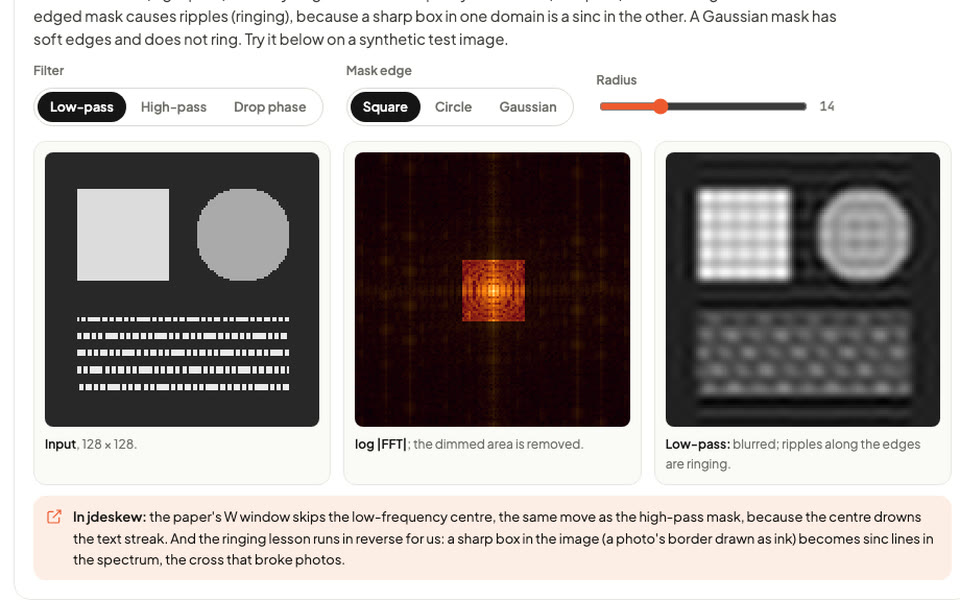 edged mask causes ripples (ringing), because a sharp box in one domain is a sinc in the other. A Gaussian mask has
soft edges and does not ring. Try it below on a synthetic test image.
Filter
Mask edge
Radius
Low-pass
High-pass
Drop phase
Square
Circle
Gaussian
14
Input, 128 × 128.
log |FFT|; the dimmed area is removed.
Low-pass: blurred; ripples along the edges
are ringing.
In jdeskew: the paper's W window skips the low-frequency centre, the same move as the high-pass mask, because the centre drowns
the text streak. And the ringing lesson runs in reverse for us: a sharp box in the image (a photo's border drawn as ink) becomes sinc lines in
the spectrum, the cross that broke photos.